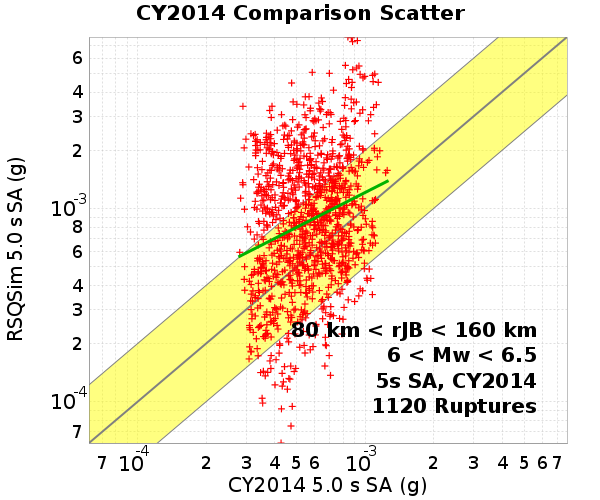 CY2014 Comparison Scatter
RSQSim 5.0 s SA (g)
6
4
3
2
10-3
8
6
4
3
2
10-4
7
80 km < rJB < 160 km
6 < Mw < 6.5
5s SA, CY2014
1120 Ruptures
7 10-4 2 3 4 5 6 10-3 2 3 4 5 6 7
CY2014 5.0 s SA (g)